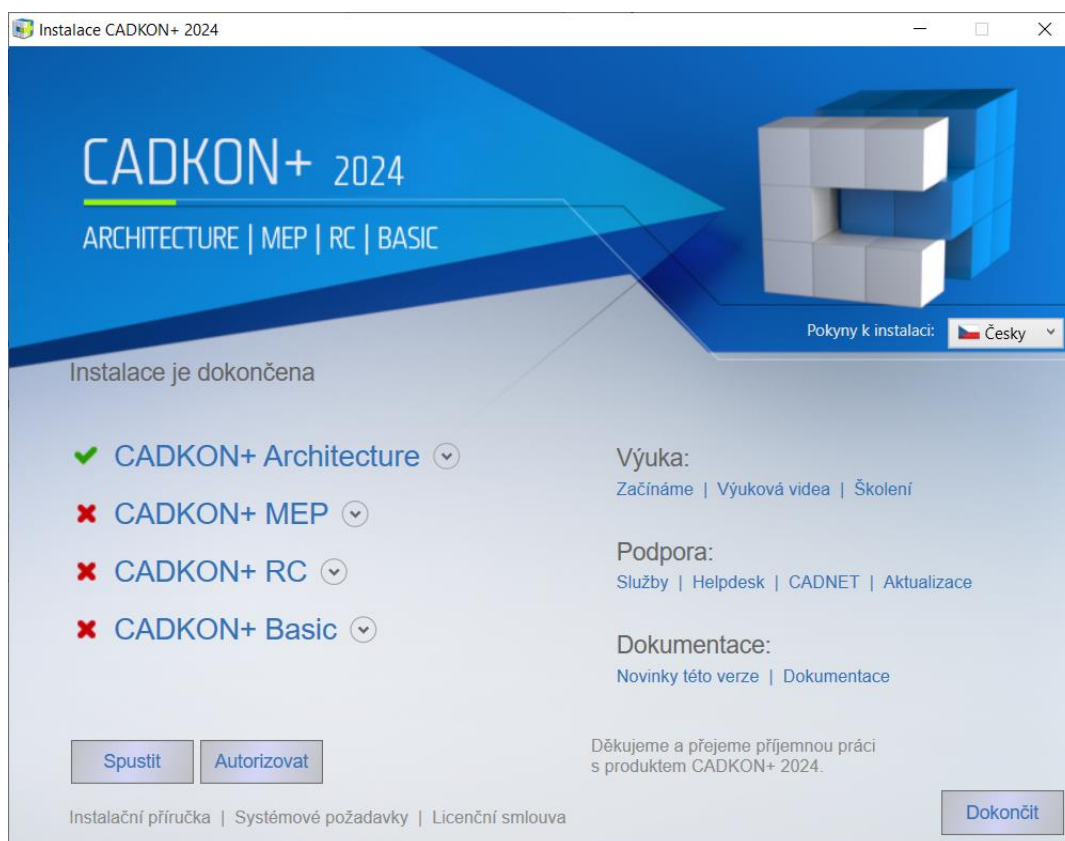 Instalace CADKON+ 2024
CADKON+ 2024
ARCHITECTURE | MEP | RC | BASIC
Pokyny k instalaci:
Česky
Instalace je dokončena
CADKON+ Architecture
CADKON+ MEP
CADKON+ RC
CADKON+ Basic
Výuka:
Začínáme | Výuková videa | Školení
Podpora:
Služby | Helpdesk | CADNET | Aktualizace
Dokumentace:
Novinky této verze | Dokumentace
Spustit
Autorizovat
Děkujeme a přejeme příjemnou práci
s produktem CADKON+ 2024.
Instalační příručka | Systémové požadavky | Licenční smlouva
Dokončit